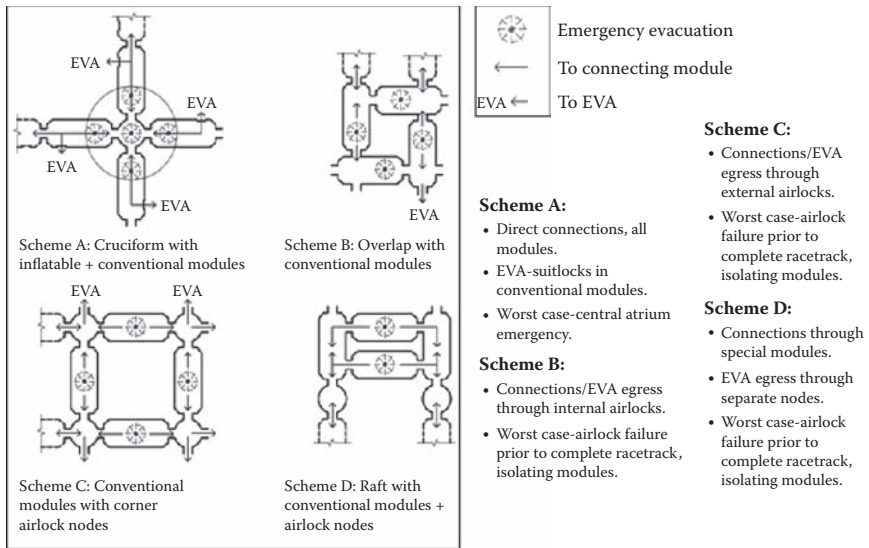 EVA
EVA
EVA
EVA
Scheme A: Cruciform with
inflatable + conventional modules
EVA
Scheme B: Overlap with
conventional modules
EVA
EVA
Scheme C: Conventional
modules with corner
airlock nodes
Scheme D: Raft with
conventional modules +
airlock nodes
Emergency evacuation
To connecting module
EVA To EVA
Scheme A:
• Direct connections, all
modules.
• EVA-suitlocks in
conventional modules.
• Worst case-central atrium
emergency.
Scheme B:
• Connections/EVA egress
through internal airlocks.
• Worst case-airlock failure
prior to complete racetrack,
isolating modules.
Scheme C:
• Connections/EVA
egress through
external airlocks.
• Worst case-airlock
failure prior to
complete racetrack,
isolating modules.
Scheme D:
• Connections through
special modules.
• EVA egress through
separate nodes.
• Worst case-airlock
failure prior to
complete racetrack,
isolating modules.